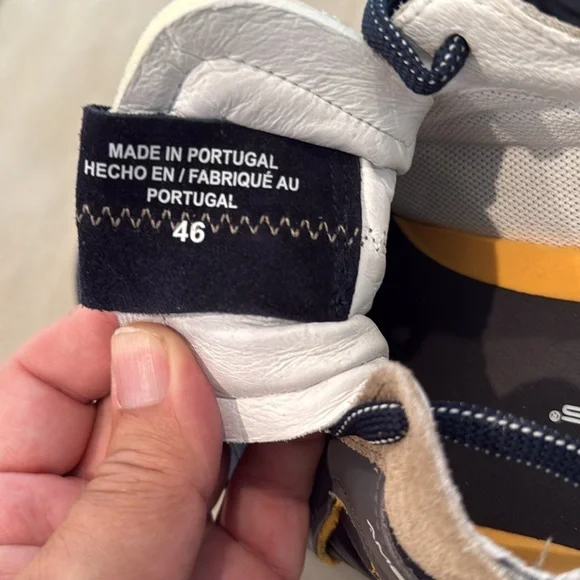 MADE IN PORTUGAL
HECHO EN / FABRIQUÉ AU
PORTUGAL
46